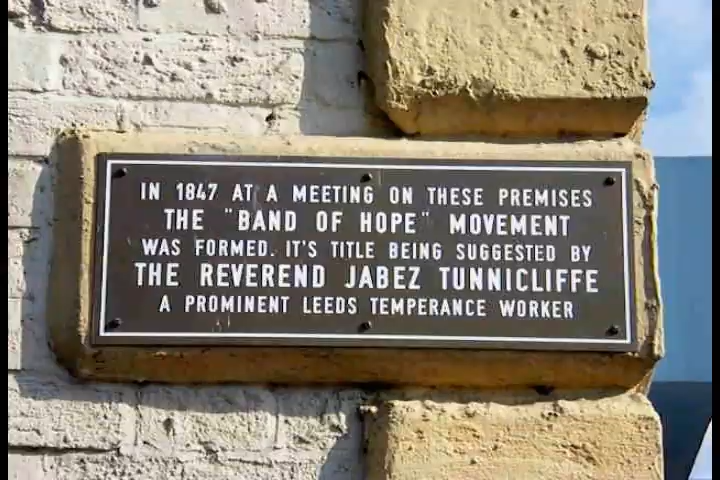 IN 1847 AT A MEETING ON THESE PREMISES
THE "BAND OF HOPE" MOVEMENT
WAS FORMED. IT'S TITLE BEING SUGGESTED BY
THE REVEREND JABEZ TUNNICLIFFE
A PROMINENT LEEDS TEMPERANCE WORKER